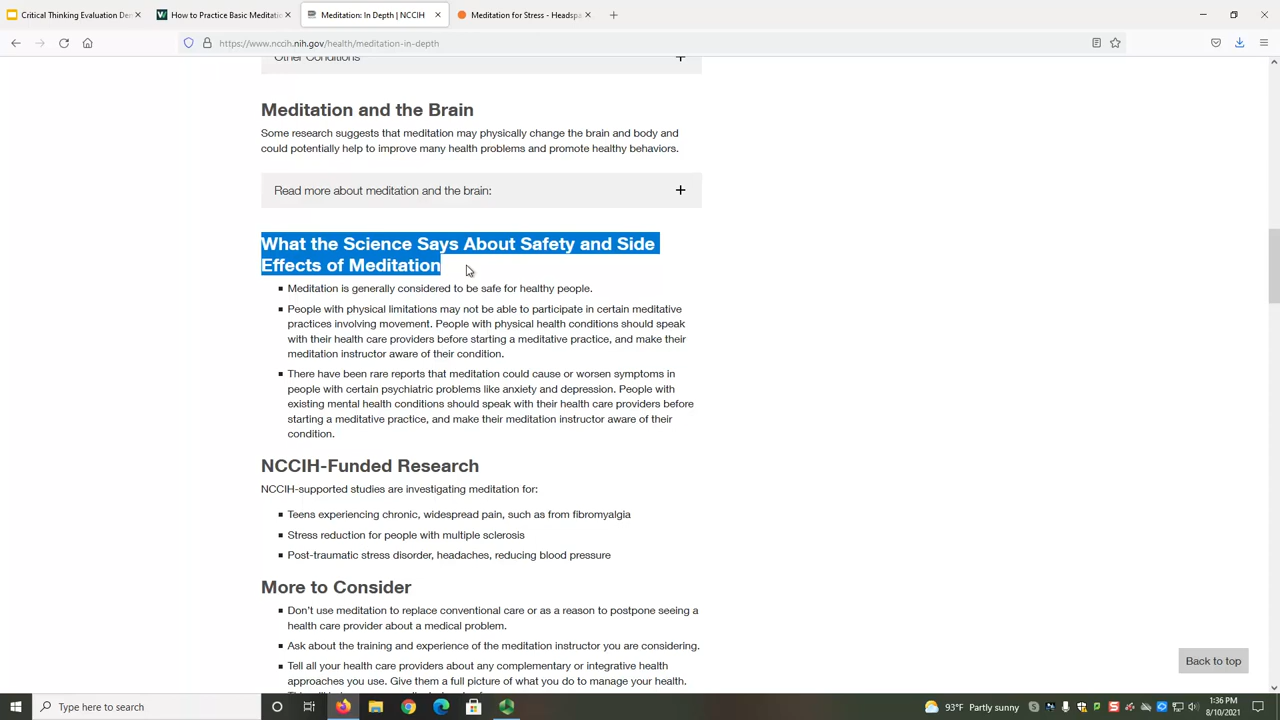 Critical Thinking Evaluation De
How to Practice Basic Meditati
Meditation: In Depth | NCCIH
Meditation for Stress - Headsp
https://www.nccih.nih.gov/health/meditation-in-depth
Other Conditions
Meditation and the Brain
Some research suggests that meditation may physically change the brain and body and
could potentially help to improve many health problems and promote healthy behaviors.
Read more about meditation and the brain:
What the Science Says About Safety and Side
Effects of Meditation
Meditation is generally considered to be safe for healthy people.
People with physical limitations may not be able to participate in certain meditative
practices involving movement. People with physical health conditions should speak
with their health care providers before starting a meditative practice, and make their
meditation instructor aware of their condition.
There have been rare reports that meditation could cause or worsen symptoms in
people with certain psychiatric problems like anxiety and depression. People with
existing mental health conditions should speak with their health care providers before
starting a meditative practice, and make their meditation instructor aware of their
condition.
NCCIH-Funded Research
NCCIH-supported studies are investigating meditation for:
Teens experiencing chronic, widespread pain, such as from fibromyalgia
Stress reduction for people with multiple sclerosis
Post-traumatic stress disorder, headaches, reducing blood pressure
More to Consider
Don't use meditation to replace conventional care or as a reason to postpone seeing a
health care provider about a medical problem.
Ask about the training and experience of the meditation instructor you are considering.
Tell all your health care providers about any complementary or integrative health
approaches you use. Give them a full picture of what you do to manage your health.
Back to top
Type here to search
93°F Partly sunny
1:36 PM
8/10/2021